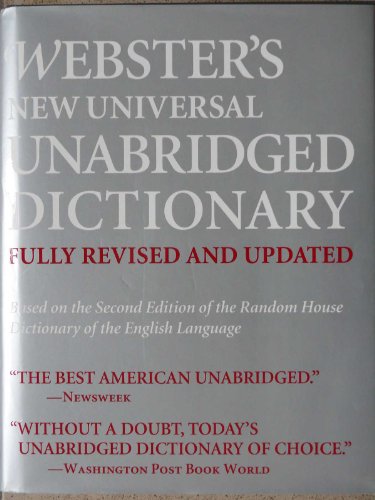 WEBSTER'S
NEW UNIVERSAL
UNABRIDGED
DICTIONARY
FULLY REVISED AND UPDATED
Based on the Second Edition of the Random House
Dictionary of the English Language
“THE BEST AMERICAN UNABRIDGED.”
—NEWSWEEK
“WITHOUT A DOUBT, TODAY'S
UNABRIDGED DICTIONARY OF CHOICE.”
—WASHINGTON POST BOOK WORLD